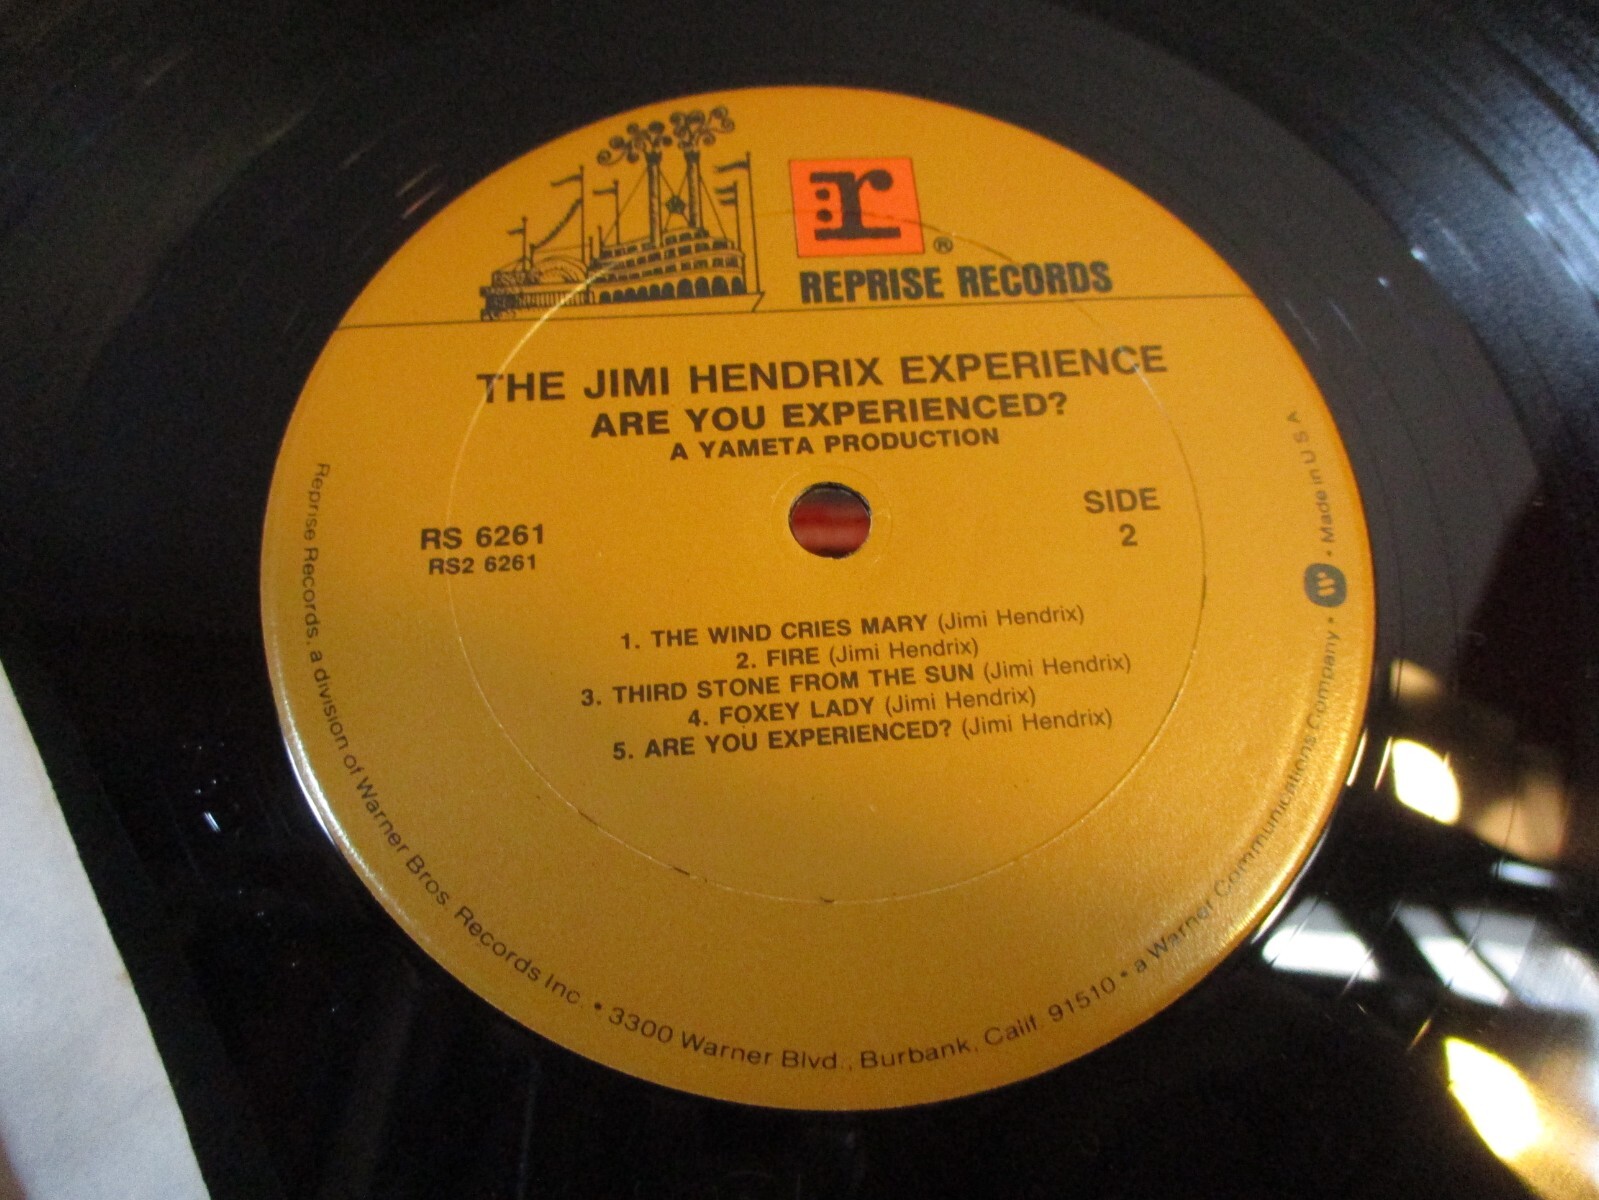 r ®
REPRISE RECORDS
THE JIMI HENDRIX EXPERIENCE
ARE YOU EXPERIENCED?
A YAMETA PRODUCTION
RS 6261
RS2 6261
SIDE
2
1. THE WIND CRIES MARY (Jimi Hendrix)
2. FIRE (Jimi Hendrix)
3. THIRD STONE FROM THE SUN (Jimi Hendrix)
4. FOXEY LADY (Jimi Hendrix)
5. ARE YOU EXPERIENCED? (Jimi Hendrix)
Reprise Records, a division of Warner Bros. Records Inc. • 3300 Warner Blvd., Burbank, Calif. 91510 • a Warner Communications Company • W • Made in U S A